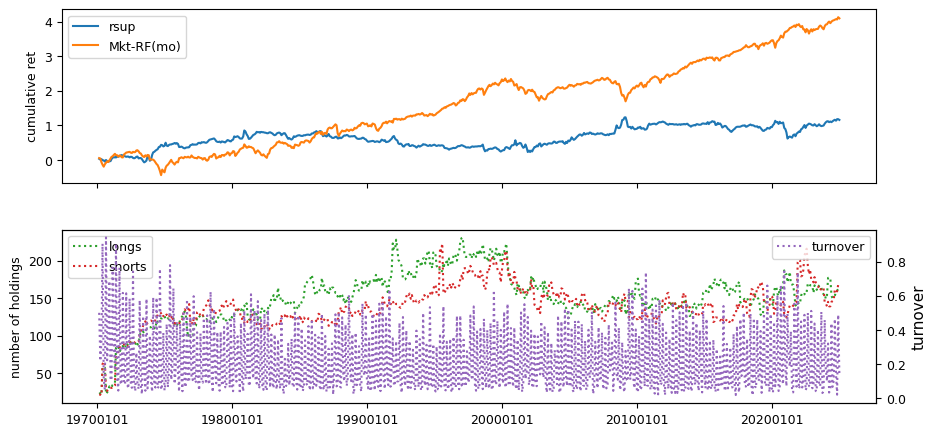 cumulative ret
4
3
2
1
0
rsup
Mkt-RF(mo)
number of holdings
200
150
100
50
longs
shorts
turnover
0.8
0.6
0.4
0.2
0.0
turnover
19700101 19800101 19900101 20000101 20100101 20200101